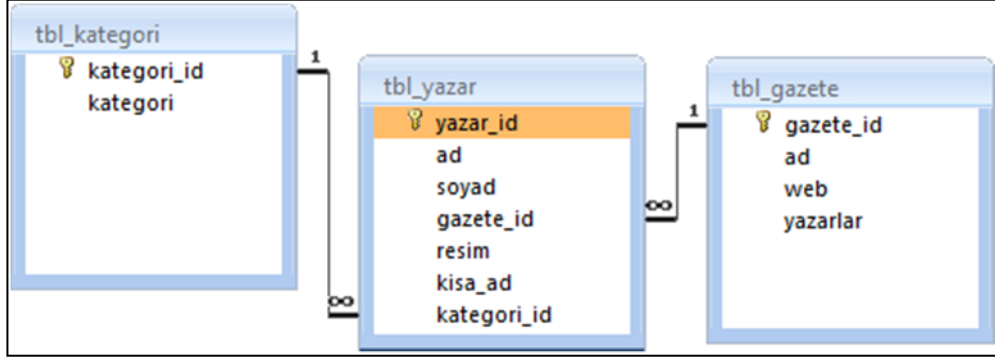 tbl_kategori
kategori_id
kategori
1
∞
tbl_yazar
yazar_id
ad
soyad
gazete_id
resim
kisa_ad
kategori_id
1
∞
tbl_gazete
gazete_id
ad
web
yazarlar